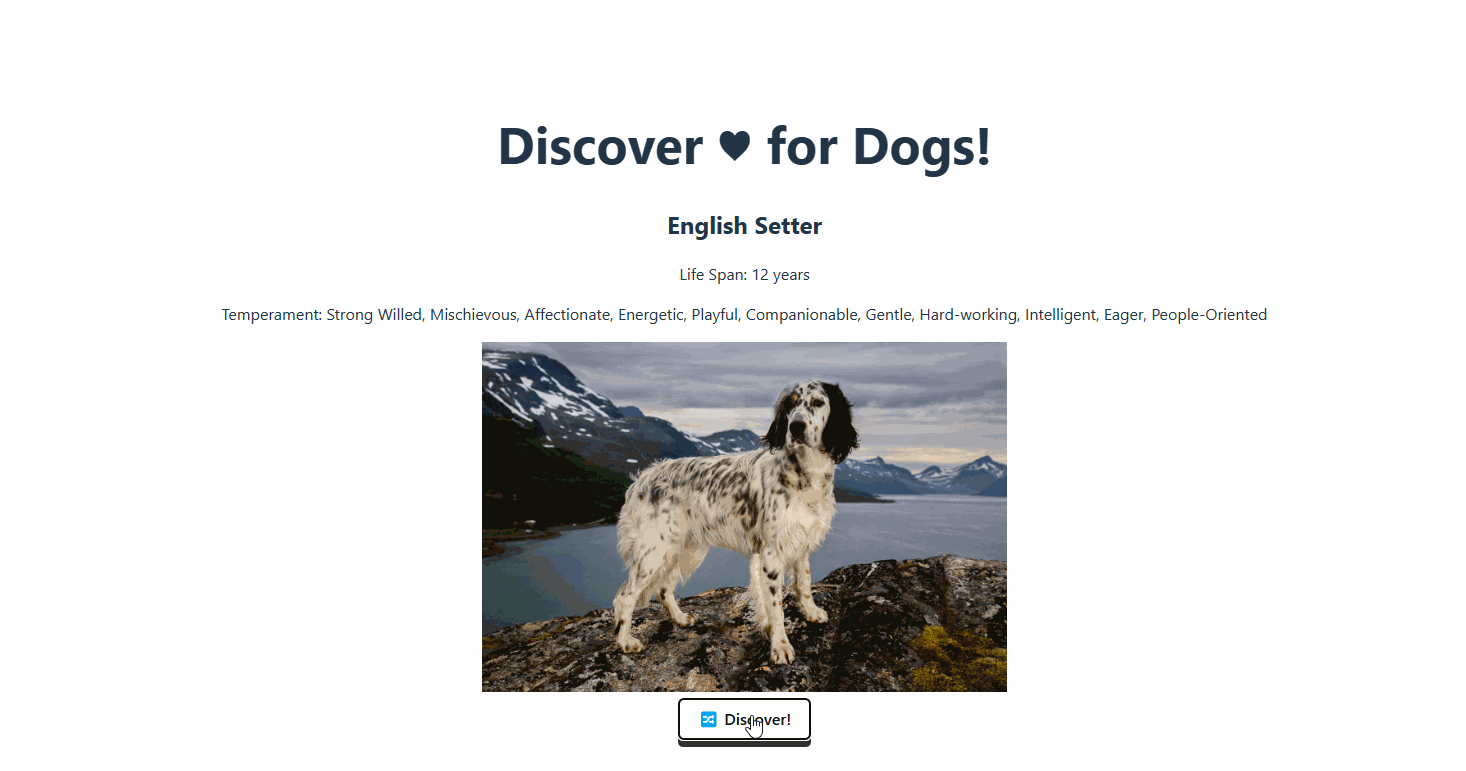 Discover ♥ for Dogs!
English Setter
Life Span: 12 years
Temperament: Strong Willed, Mischievous, Affectionate, Energetic, Playful, Companionable, Gentle, Hard-working, Intelligent, Eager, People-Oriented
🔀 Discover!